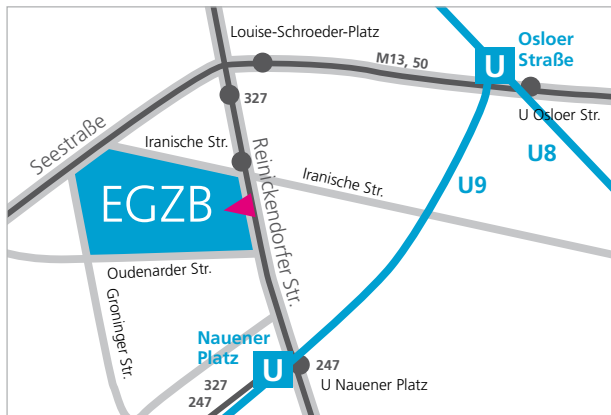 Louise-Schroeder-Platz
M13, 50
Osloer
Straße
U
U Osloer Str.
327
Seestraße
Iranische Str.
Reinickendorfer Str.
Iranische Str.
U8
U9
EGZB
Oudenarder Str.
Groninger Str.
Nauener
Platz
U
247
U Nauener Platz
327
247